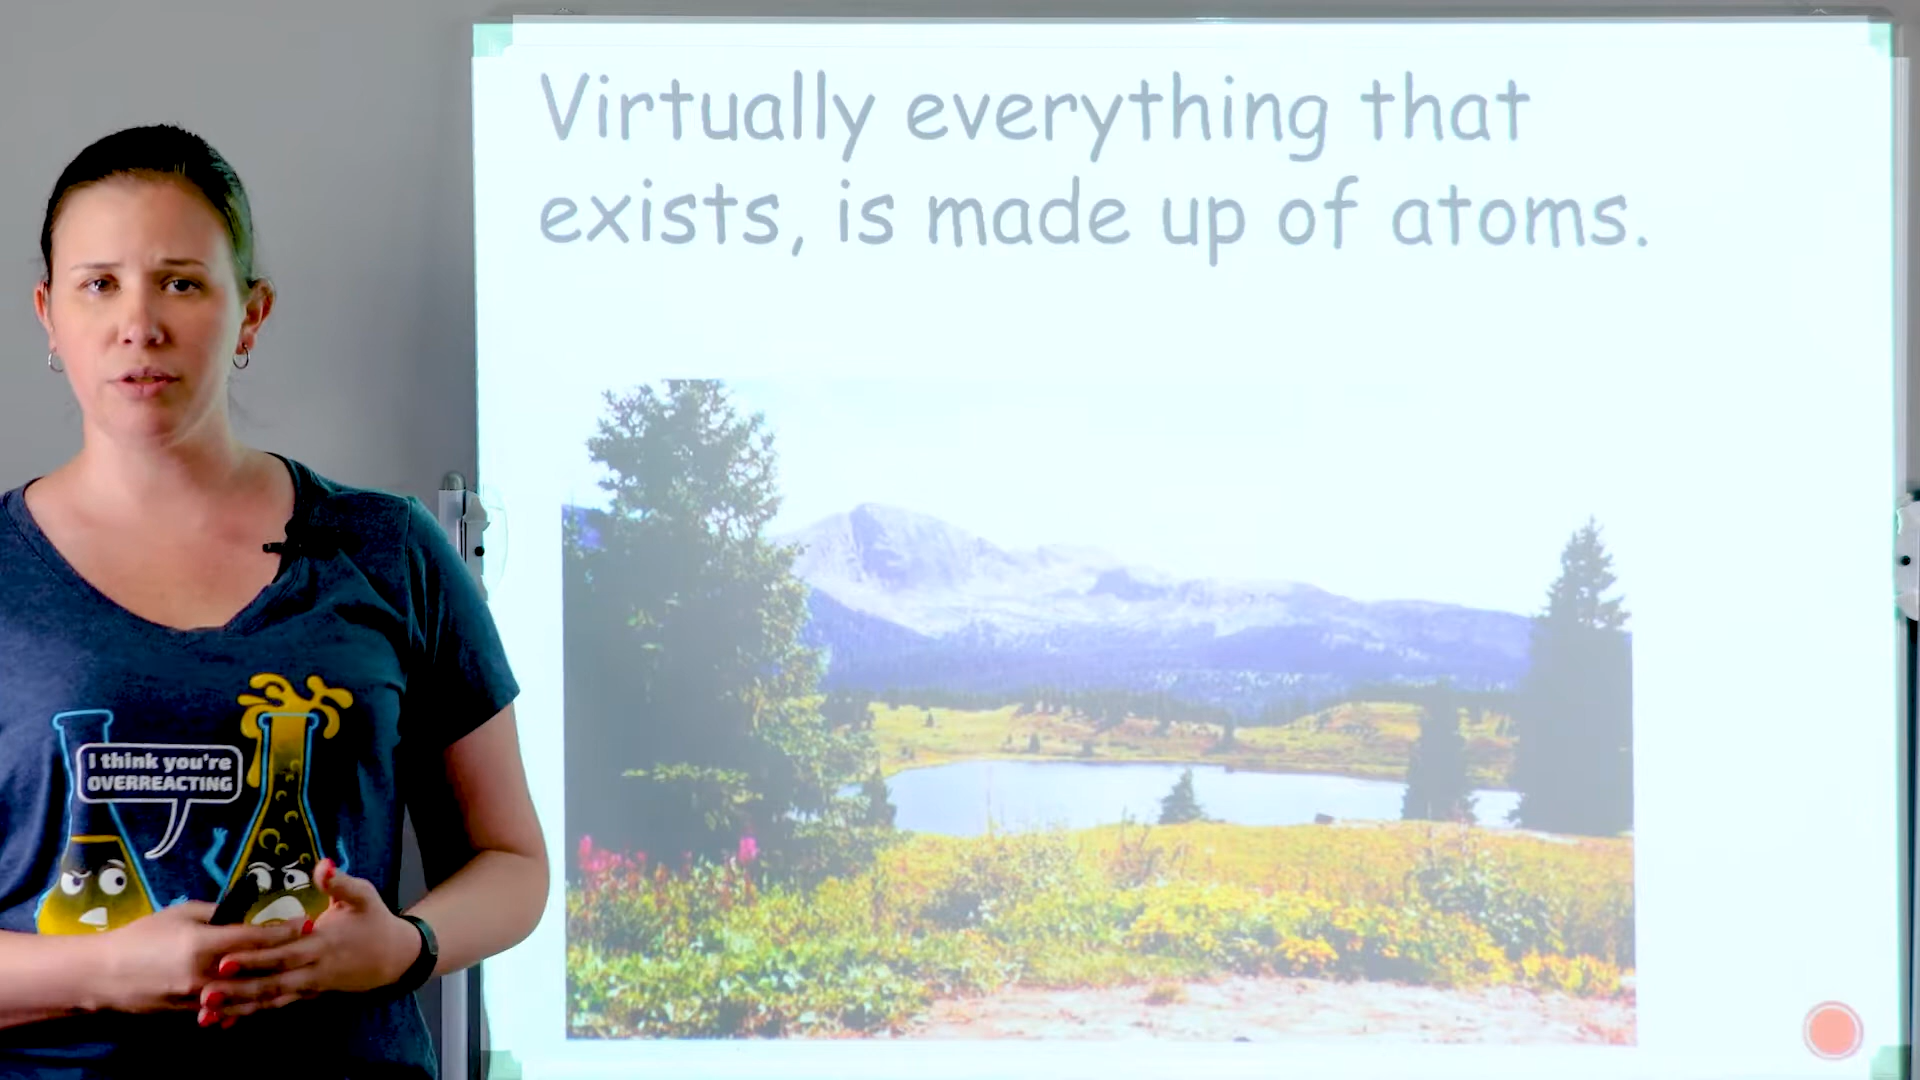 Virtually everything that
exists, is made up of atoms.
I think you're
OVERREACTING